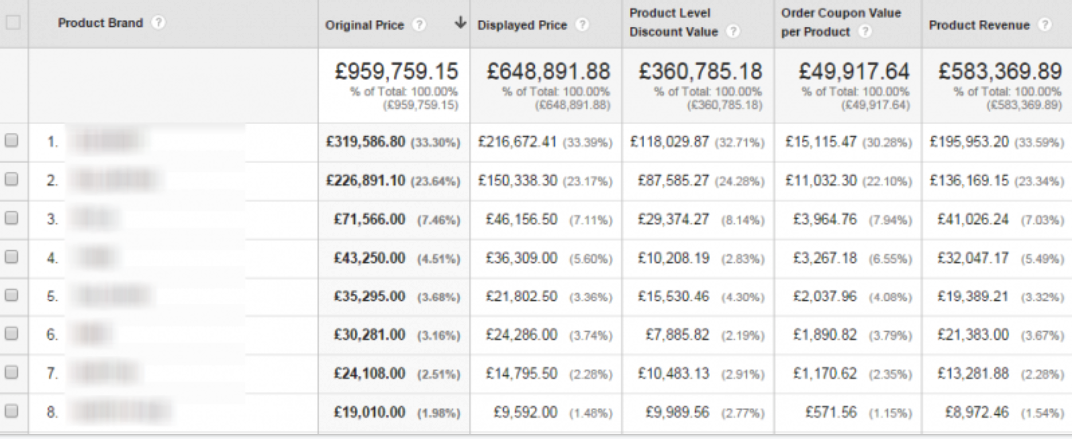 Product Brand ? Original Price ? ↓ Displayed Price ? Product Level Discount Value ? Order Coupon Value per Product ? Product Revenue ?
£959,759.15 £648,891.88 £360,785.18 £49,917.64 £583,369.89
% of Total: 100.00% % of Total: 100.00% % of Total: 100.00% % of Total: 100.00% % of Total: 100.00%
(£959,759.15) (£648,891.88) (£360,785.18) (£49,917.64) (£583,369.89)
1. £319,586.80 (33.30%) £216,672.41 (33.39%) £118,029.87 (32.71%) £15,115.47 (30.28%) £195,953.20 (33.59%)
2. £226,891.10 (23.64%) £150,338.30 (23.17%) £87,585.27 (24.28%) £11,032.30 (22.10%) £136,169.15 (23.34%)
3. £71,566.00 (7.46%) £46,156.50 (7.11%) £29,374.27 (8.14%) £3,964.76 (7.94%) £41,026.24 (7.03%)
4. £43,250.00 (4.51%) £36,309.00 (5.60%) £10,208.19 (2.83%) £3,267.18 (6.55%) £32,047.17 (5.49%)
5. £35,295.00 (3.68%) £21,802.50 (3.36%) £15,530.46 (4.30%) £2,037.96 (4.08%) £19,389.21 (3.32%)
6. £30,281.00 (3.16%) £24,286.00 (3.74%) £7,885.82 (2.19%) £1,890.82 (3.79%) £21,383.00 (3.67%)
7. £24,108.00 (2.51%) £14,795.50 (2.28%) £10,483.13 (2.91%) £1,170.62 (2.35%) £13,281.88 (2.28%)
8. £19,010.00 (1.98%) £9,592.00 (1.48%) £9,989.56 (2.77%) £571.56 (1.15%) £8,972.46 (1.54%)